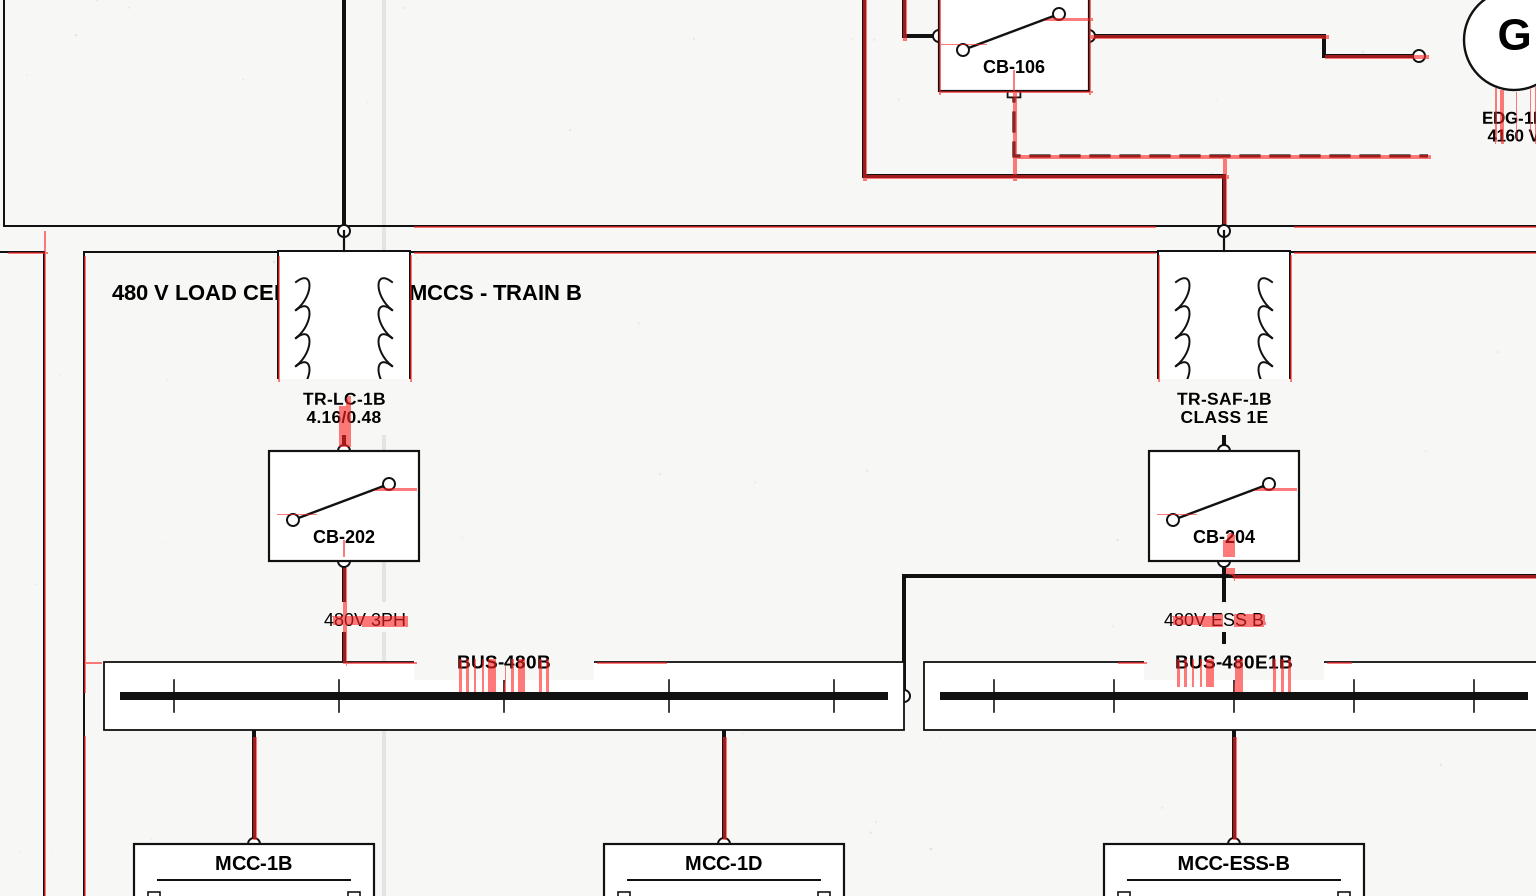 G
CB-106
4160 V
480 V LOAD CE
MCCS - TRAIN B
TR-LC-1B
4.16/0.48
TR-SAF-1B
CLASS 1E
CB-202
CB-204
480V 3PH
480V ESS B
BUS-480B
BUS-480E1B
MCC-1B
MCC-1D
MCC-ESS-B